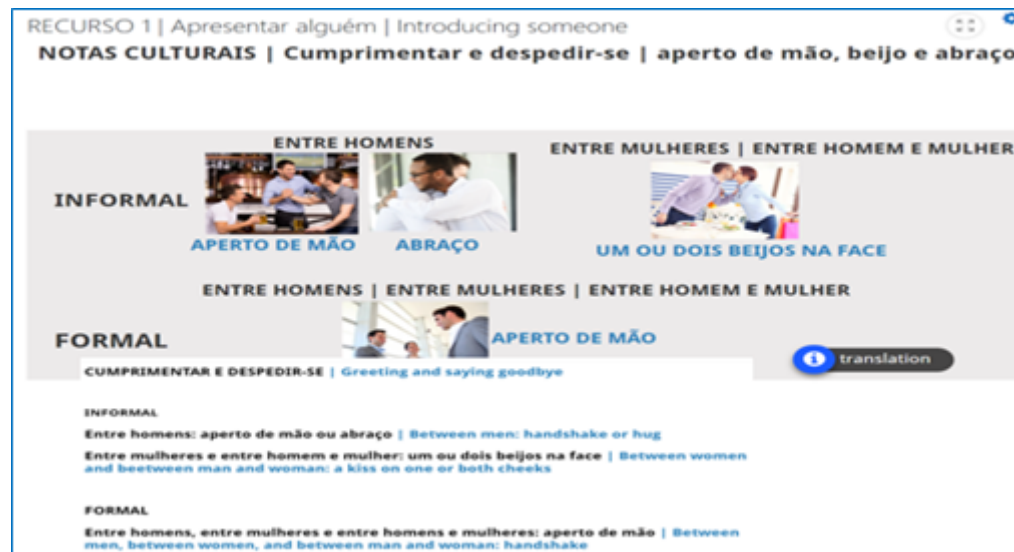 RECURSO 1 | Apresentar alguém | Introducing someone
NOTAS CULTURAIS | Cumprimentar e despedir-se | aperto de mão, beijo e abraço
ENTRE HOMENS
ENTRE MULHERES | ENTRE HOMEM E MULHER
INFORMAL
APERTO DE MÃO
ABRAÇO
UM OU DOIS BEIJOS NA FACE
ENTRE HOMENS | ENTRE MULHERES | ENTRE HOMEM E MULHER
FORMAL
APERTO DE MÃO
translation
CUMPRIMENTAR E DESPEDIR-SE | Greeting and saying goodbye
INFORMAL
Entre homens: aperto de mão ou abraço | Between men: handshake or hug
Entre mulheres e entre homem e mulher: um ou dois beijos na face | Between women
and beetween man and woman: a kiss on one or both cheeks
FORMAL
Entre homens, entre mulheres e entre homens e mulheres: aperto de mão | Between
men, between women, and between man and woman: handshake